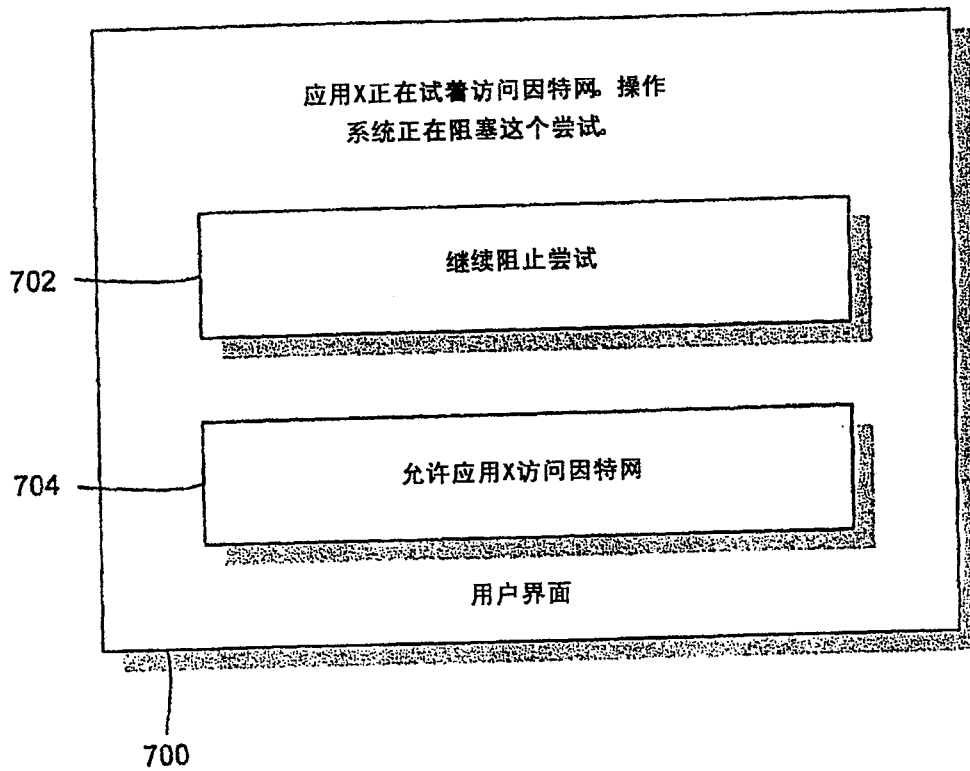 应用X正在试着访问因特网。操作
系统正在阻塞这个尝试。
702
继续阻止尝试
704
允许应用X访问因特网
用户界面
700